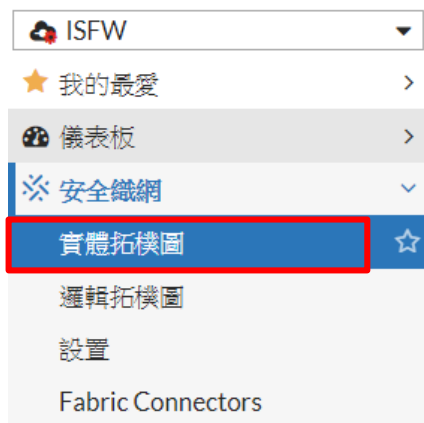 ISFW
我的最愛
儀表板
安全織網
實體拓樸圖
邏輯拓樸圖
設置
Fabric Connectors